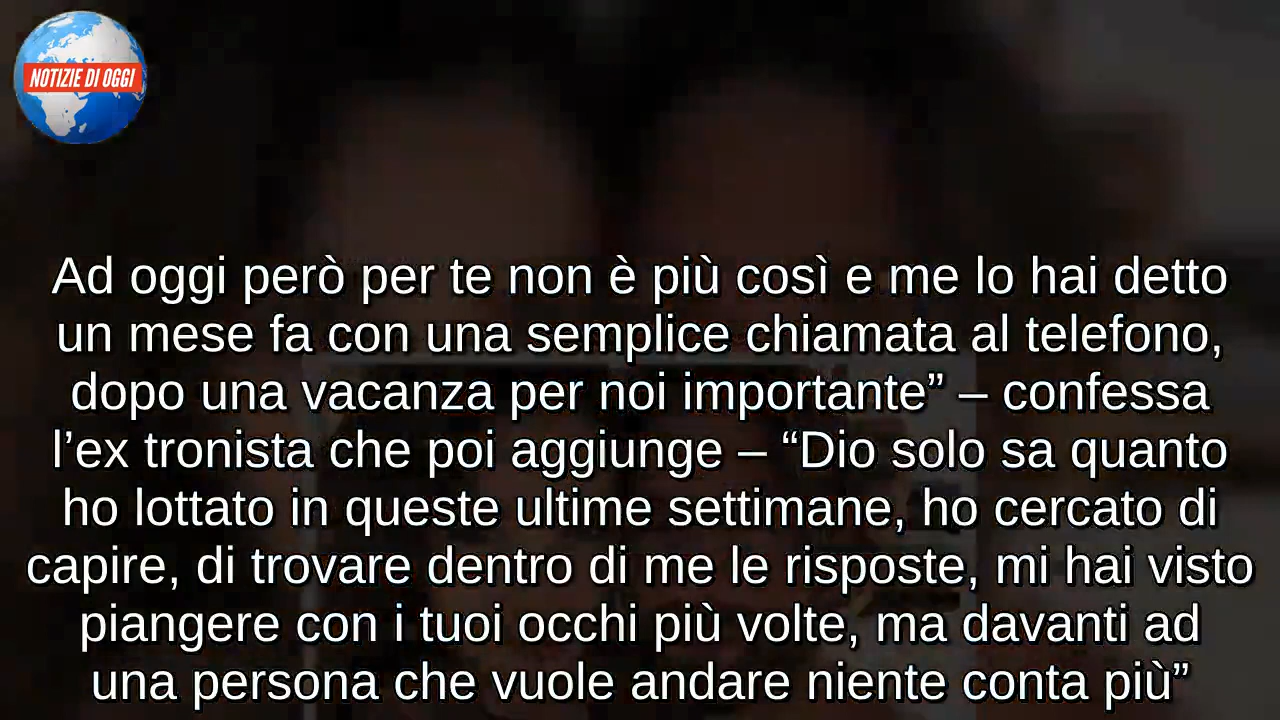 NOTIZIE DI OGGI
Ad oggi però per te non è più così e me lo hai detto
un mese fa con una semplice chiamata al telefono,
dopo una vacanza per noi importante” – confessa
l’ex tronista che poi aggiunge – “Dio solo sa quanto
ho lottato in queste ultime settimane, ho cercato di
capire, di trovare dentro di me le risposte, mi hai visto
piangere con i tuoi occhi più volte, ma davanti ad
una persona che vuole andare niente conta più”